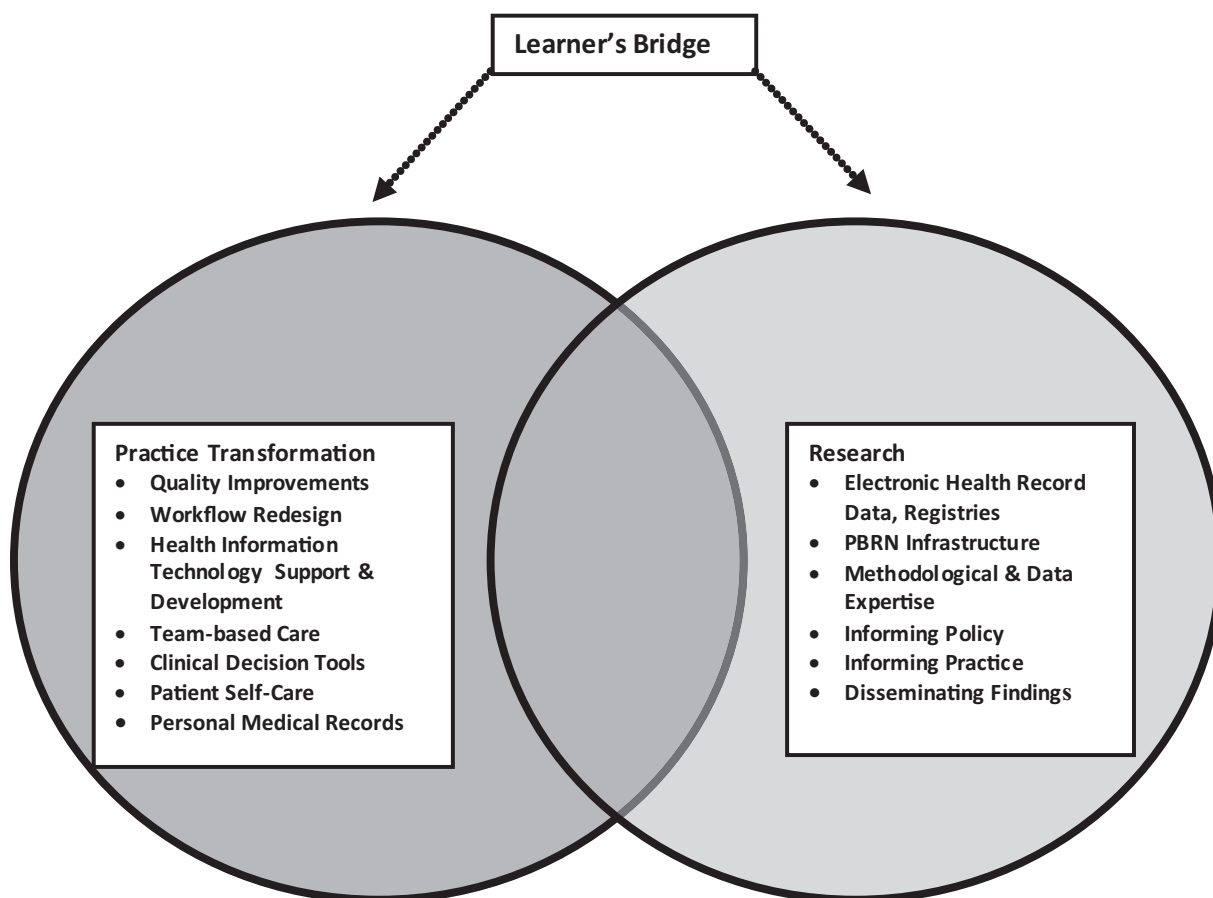 Learner’s Bridge
Practice Transformation
• Quality Improvements
• Workflow Redesign
• Health Information
Technology Support &
Development
• Team-based Care
• Clinical Decision Tools
• Patient Self-Care
• Personal Medical Records
Research
• Electronic Health Record
Data, Registries
• PBRN Infrastructure
• Methodological & Data
Expertise
• Informing Policy
• Informing Practice
• Disseminating Findings